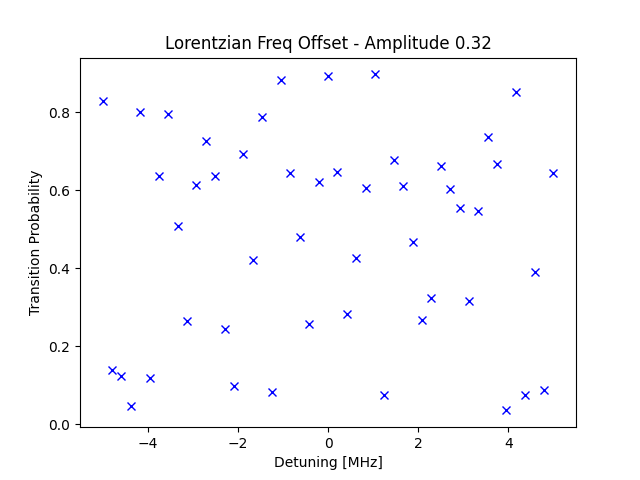 Lorentzian Freq Offset - Amplitude 0.32
Transition Probability
0.8
0.6
0.4
0.2
0.0
−4 −2 0 2 4
Detuning [MHz]